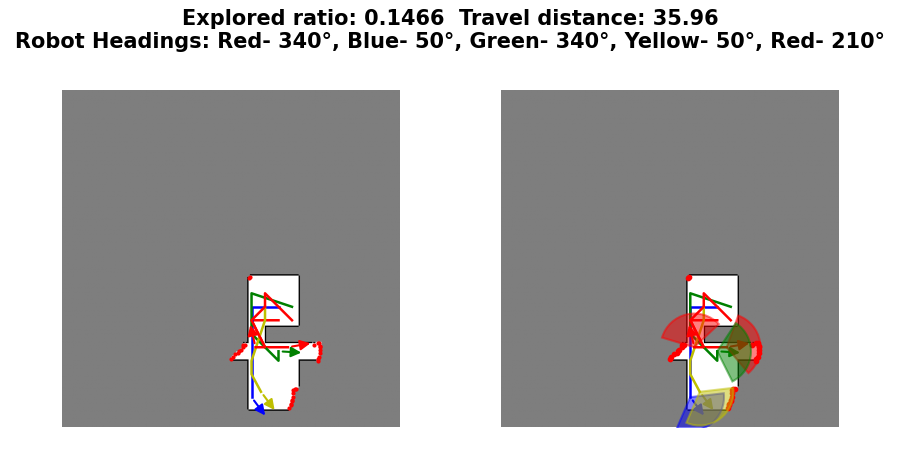 Explored ratio: 0.1466  Travel distance: 35.96
Robot Headings: Red- 340°, Blue- 50°, Green- 340°, Yellow- 50°, Red- 210°